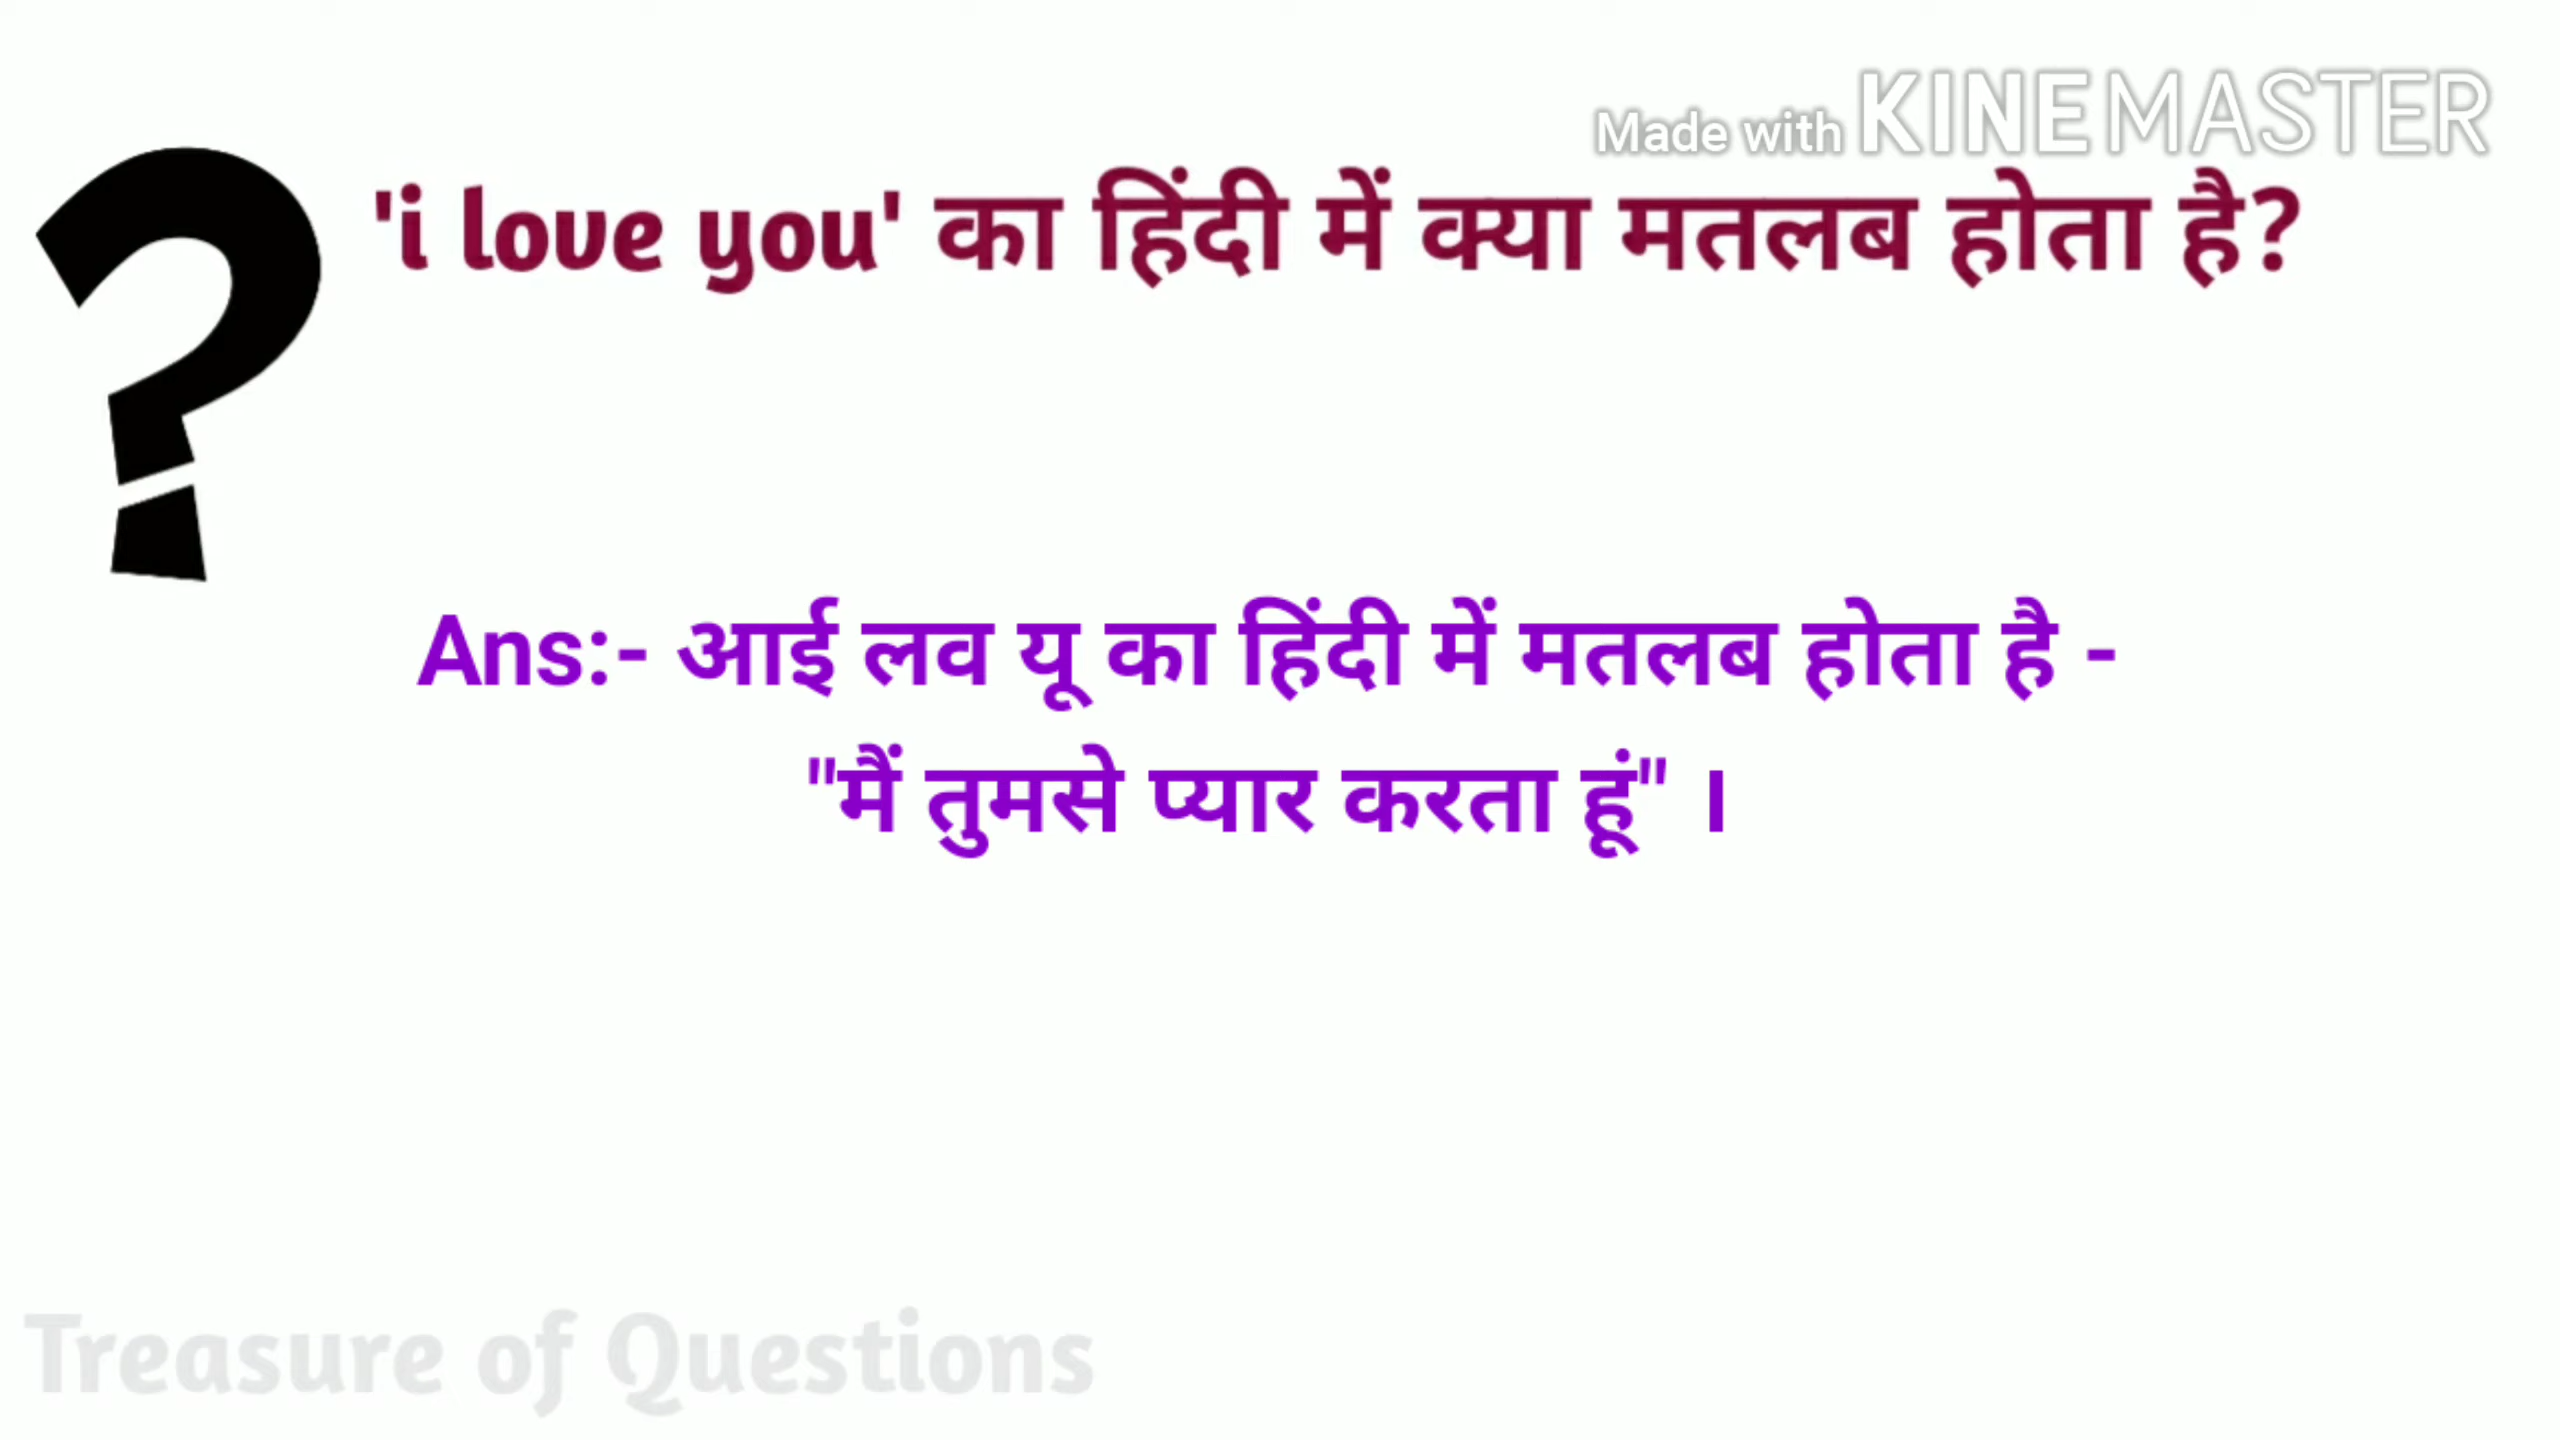 Made with KINEMASTER
'i love you' का हिंदी में क्या मतलब होता है?
Ans:- आई लव यू का हिंदी में मतलब होता है -
"मैं तुमसे प्यार करता हूं" ।
Treasure of Questions